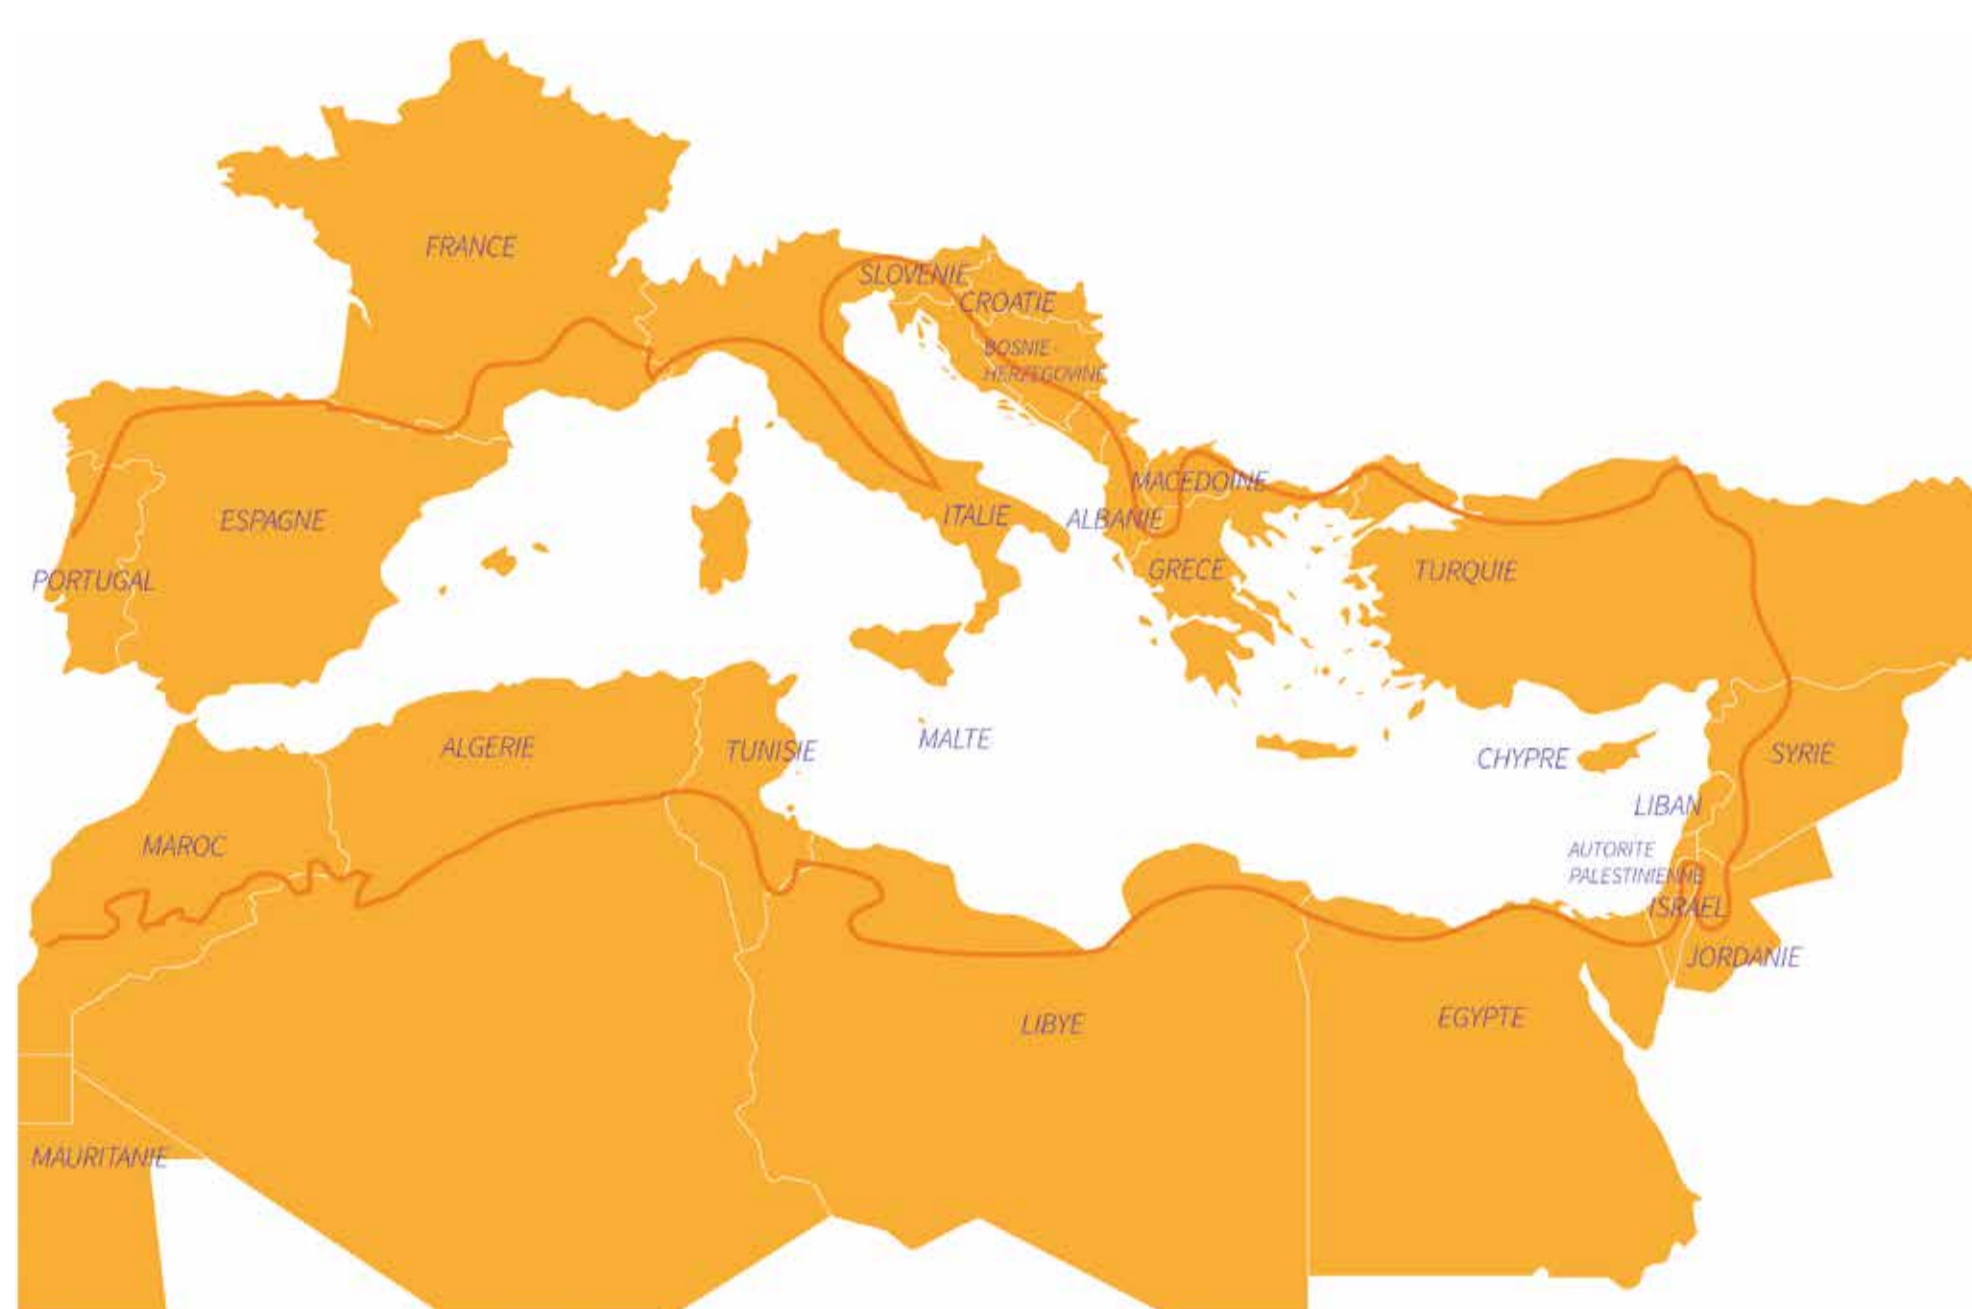 FRANCE
SLOVENIE
CROATIE
BOSNIE -
HERZEGOVINE
MACEDOINE
ESPAGNE
ITALIE
ALBANIE
PORTUGAL
GRECE
TURQUIE
ALGERIE
TUNISIE
MALTE
CHYPRE
SYRIE
LIBAN
MAROC
AUTORITE
PALESTINIENNE
ISRAEL
JORDANIE
LIBYE
EGYPTE
MAURITANIE